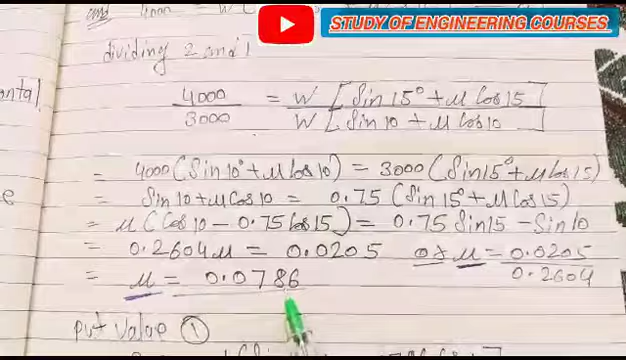 and 4000 = W (
STUDY OF ENGINEERING COURSES
dividing 2 and 1
ontal
4000 / 3000 = W [Sin 15° + μ Cos 15] / W [Sin 10 + μ Cos 10]
= 4000 (Sin 10° + μ Cos 10) = 3000 (Sin 15° + μ Cos 15)
e
= Sin 10 + μ Cos 10 = 0.75 (Sin 15° + μ Cos 15)
= μ (Cos 10 - 0.75 Cos 15) = 0.75 Sin 15 - Sin 10
= 0.2604 μ = 0.0205 or μ = 0.0205 / 0.2604
= μ = 0.0786
put value ①